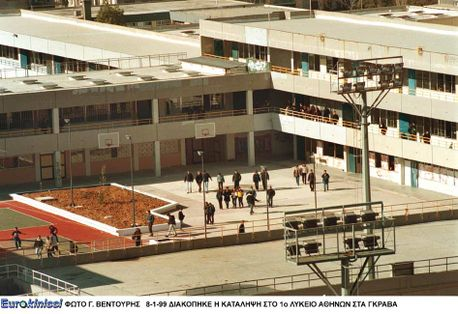 Eurokinissi ΦΩΤΟ Γ. ΒΕΝΤΟΥΡΗΣ 8-1-99 ΔΙΑΚΟΠΗΚΕ Η ΚΑΤΑΛΗΨΗ ΣΤΟ 1ο ΛΥΚΕΙΟ ΑΘΗΝΩΝ ΣΤΑ ΓΚΡΑΒΑ